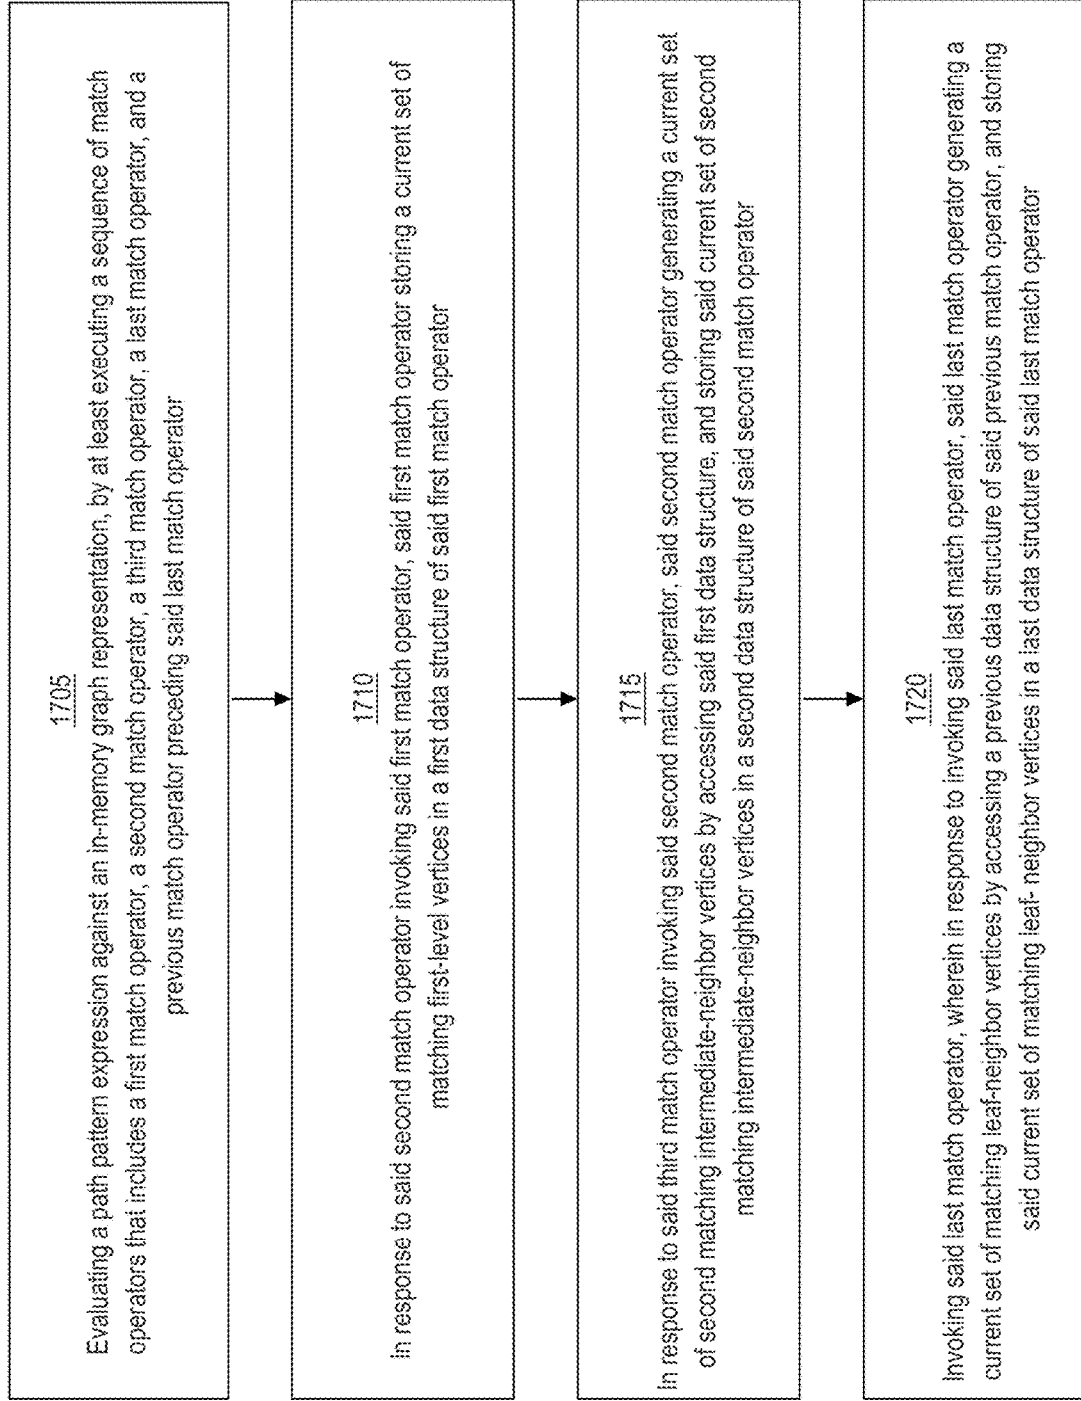 1705
Evaluating a path pattern expression against an in-memory graph representation, by at least executing a sequence of match
operators that includes a first match operator, a second match operator, a third match operator, a last match operator, and a
previous match operator preceding said last match operator
1710
In response to said second match operator invoking said first match operator, said first match operator storing a current set of
matching first-level vertices in a first data structure of said first match operator
1715
In response to said third match operator invoking said second match operator, said second match operator generating a current set
of second matching intermediate-neighbor vertices by accessing said first data structure, and storing said current set of second
matching intermediate-neighbor vertices in a second data structure of said second match operator
1720
Invoking said last match operator, wherein in response to invoking said last match operator, said last match operator generating a
current set of matching leaf-neighbor vertices by accessing a previous data structure of said previous match operator, and storing
said current set of matching leaf- neighbor vertices in a last data structure of said last match operator